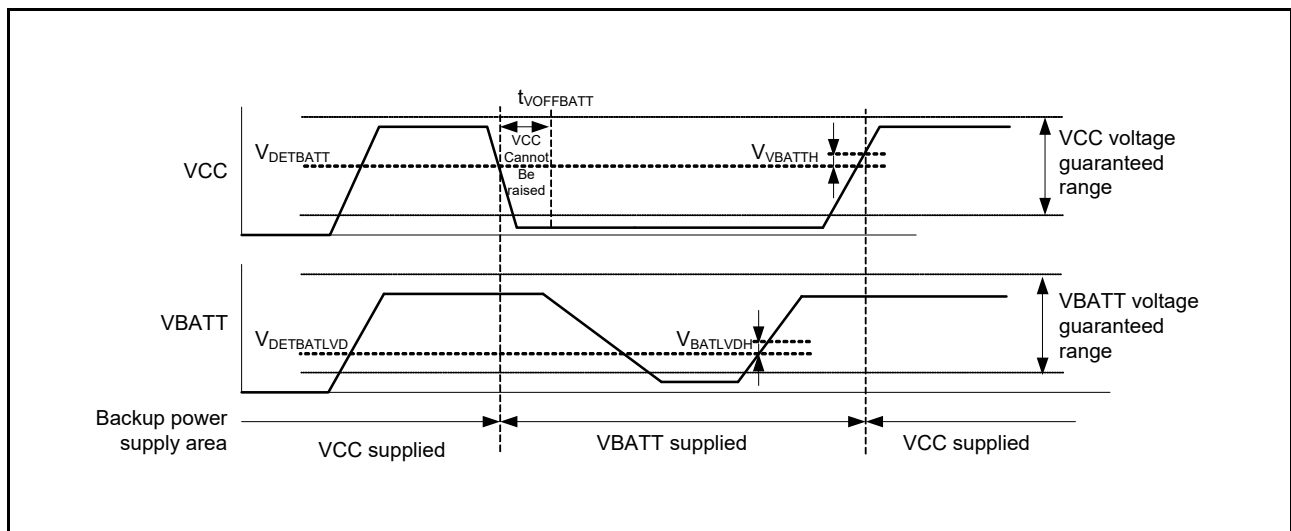 tVOFFBATT
VCC
Cannot
Be
raised
VDETBATT
VVBATTH
VCC
VCC voltage
guaranteed
range
VBATT
VDETBATLVD
VBATLVDH
VBATT voltage
guaranteed
range
Backup power
supply area
VCC supplied
VBATT supplied
VCC supplied